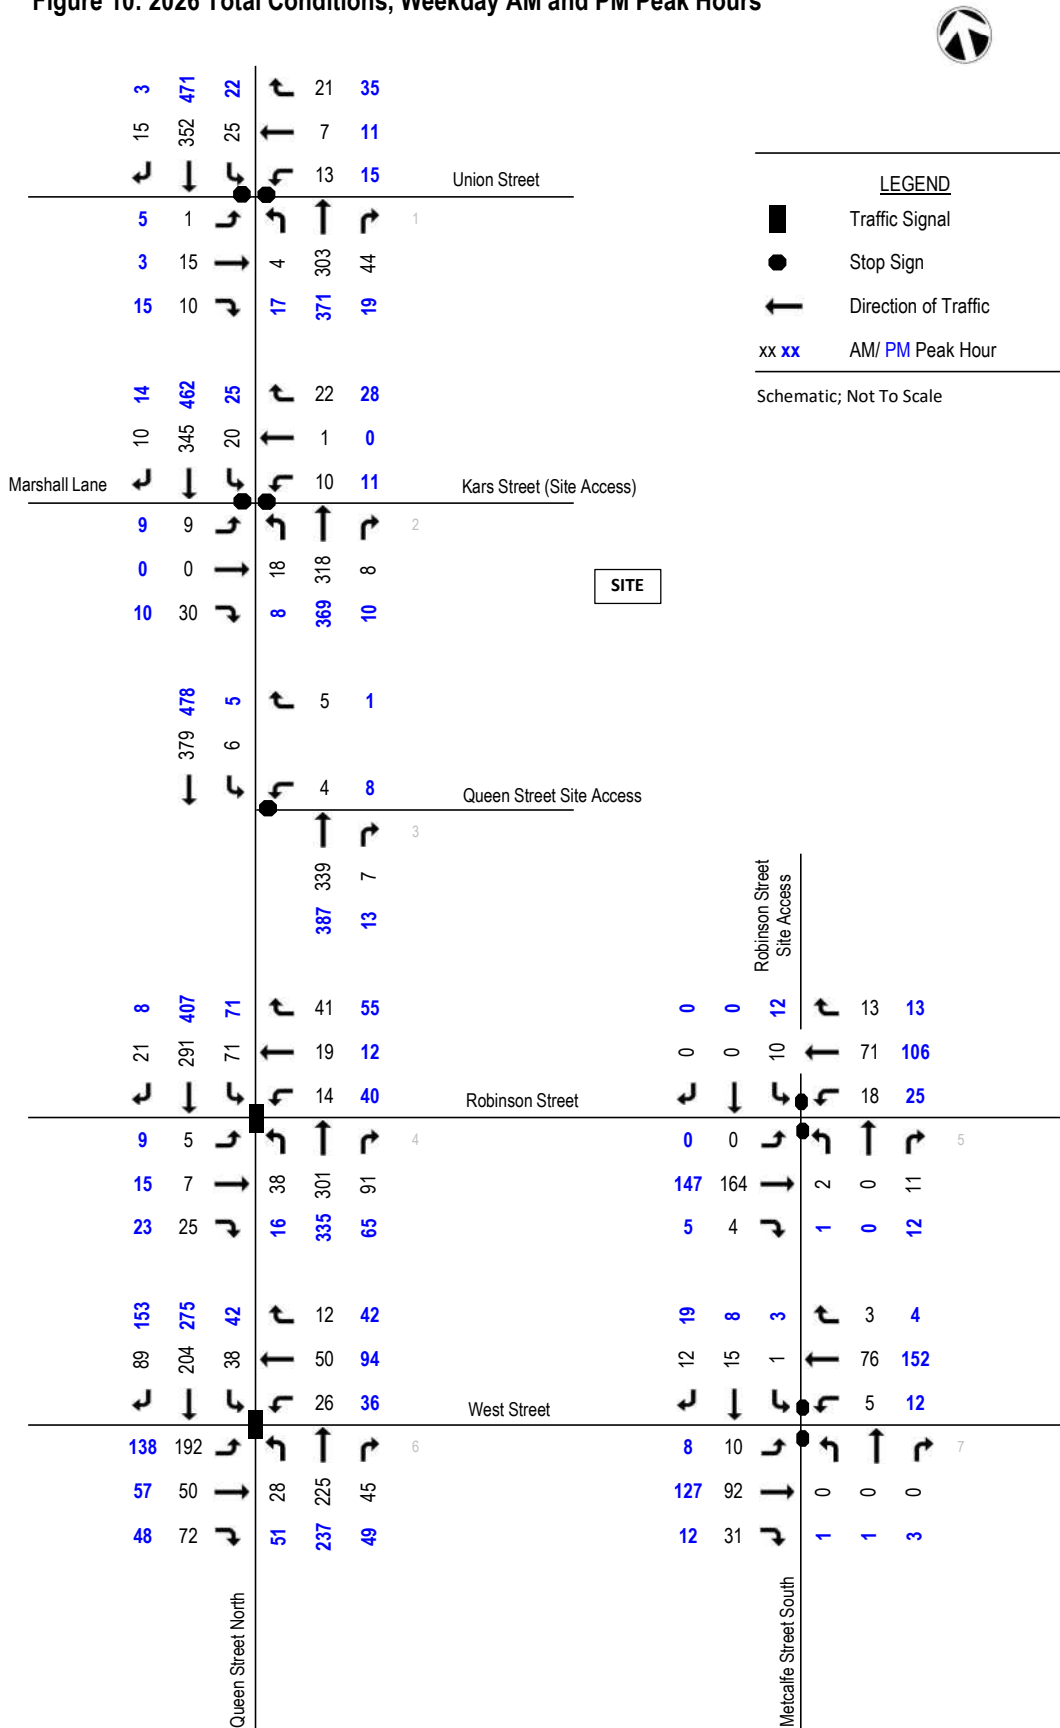 Figure 10: 2026 Total Conditions, Weekday AM and PM Peak Hours
3 471 22 21 35
15 352 25 7 11
13 15 Union Street
5 1 1
3 15 4 303 44
15 10 17 371 19
LEGEND
Traffic Signal
Stop Sign
Direction of Traffic
xx xx AM/ PM Peak Hour
Schematic; Not To Scale
14 462 25 22 28
10 345 20 1 0
Marshall Lane 10 11 Kars Street (Site Access)
9 9 2
0 0 18 318 8
10 30 8 369 10
SITE
478 5 5 1
379 6
4 8 Queen Street Site Access
3
339 7
387 13
8 407 71 41 55
21 291 71 19 12
14 40 Robinson Street
9 5 4
15 7 38 301 91
23 25 16 335 65
Robinson Street
Site Access
0 0 12 13 13
0 0 10 71 106
18 25
0 0 5
147 164 2 0 11
5 4 1 0 12
153 275 42 12 42
89 204 38 50 94
26 36 West Street
138 192 6
57 50 28 225 45
48 72 51 237 49
19 8 3 3 4
12 15 1 76 152
5 12
8 10 7
127 92 0 0 0
12 31 1 1 3
Queen Street North
Metcalfe Street South